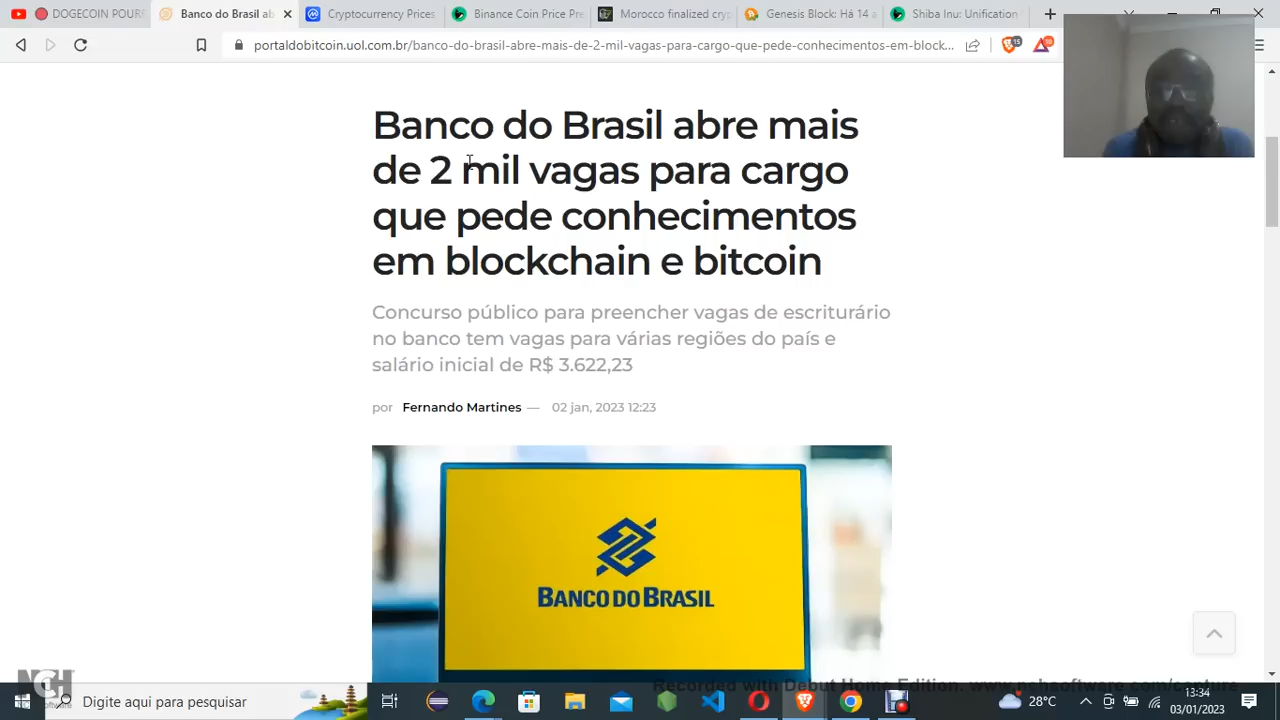 DOGECOIN POURE
Banco do Brasil ab
Cryptocurrency Prices
Binance Coin Price Pre
Morocco finalized cryp
Genesis Block: Há 14 a
Shiba Inu: Unification
portaldobitcoin.uol.com.br/banco-do-brasil-abre-mais-de-2-mil-vagas-para-cargo-que-pede-conhecimentos-em-block...
Banco do Brasil abre mais
de 2 mil vagas para cargo
que pede conhecimentos
em blockchain e bitcoin
Concurso público para preencher vagas de escriturário
no banco tem vagas para várias regiões do país e
salário inicial de R$ 3.622,23
por Fernando Martines — 02 jan, 2023 12:23
BANCO DO BRASIL
NCH
Recorded with Debut Home Edition. www.nchsoftware.com/capture
Digite aqui para pesquisar
28°C
13:34
03/01/2023